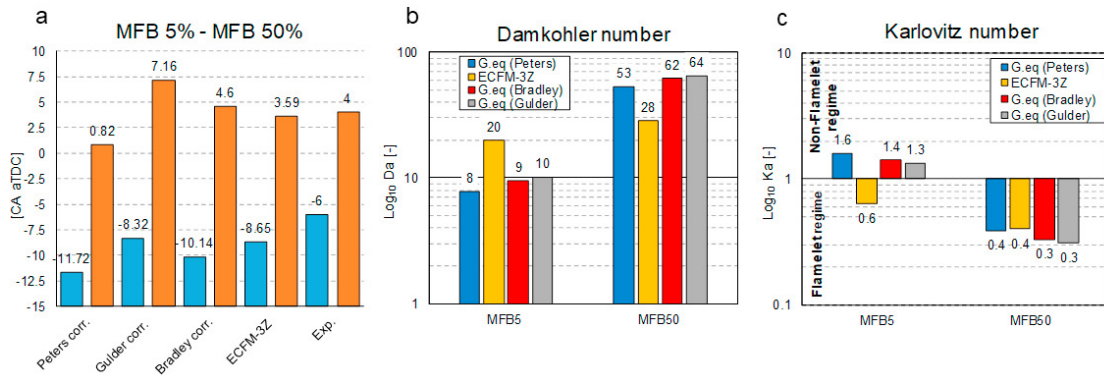 a
MFB 5% - MFB 50%
[CA aTDC]
10
7.5
5
2.5
0
-2.5
-5
-7.5
-10
-12.5
-15
-11.72
0.82
-8.32
7.16
-10.14
4.6
-8.65
3.59
-6
4
Peters corr.
Gulder corr.
Bradley corr.
ECFM-3Z
Exp.
b
Damkohler number
Log10 Da [-]
100
10
1
G.eq (Peters)
ECFM-3Z
G.eq (Bradley)
G.eq (Gulder)
8
20
9
10
53
28
62
64
MFB5
MFB50
c
Karlovitz number
Log10 Ka [-]
10
1
0.1
Non-Flamelet regime
Flamelet regime
G.eq (Peters)
ECFM-3Z
G.eq (Bradley)
G.eq (Gulder)
1.6
0.6
1.4
1.3
0.4
0.4
0.3
0.3
MFB5
MFB50